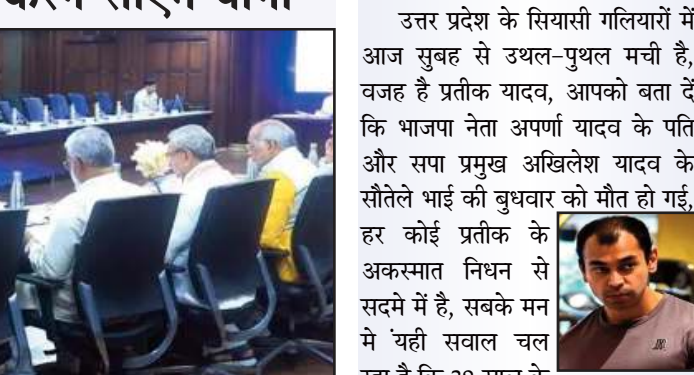 उत्तर प्रदेश के सियासी गलियारों में
आज सुबह से उथल-पुथल मची है,
वजह है प्रतीक यादव, आपको बता दें
कि भाजपा नेता अपर्णा यादव के पति
और सपा प्रमुख अखिलेश यादव के
सौतेले भाई की बुधवार को मौत हो गई,
हर कोई प्रतीक के
अकस्मात निधन से
सदमे में है, सबके मन
मे ंयही सवाल चल